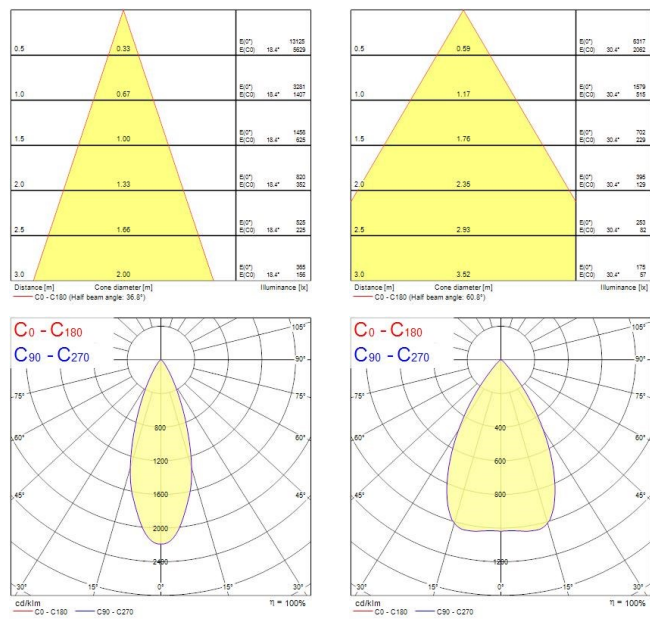 0.5 0.33 E(0°) 13125
E(C0) 18.4° 5629
1.0 0.67 E(0°) 3281
E(C0) 18.4° 1407
1.5 1.00 E(0°) 1458
E(C0) 18.4° 625
2.0 1.33 E(0°) 820
E(C0) 18.4° 352
2.5 1.66 E(0°) 525
E(C0) 18.4° 225
3.0 2.00 E(0°) 365
E(C0) 18.4° 156
Distance [m] Cone diameter [m] Illuminance [lx]
C0 - C180 (Half beam angle: 36.8°)
0.5 0.59 E(0°) 6317
E(C0) 30.4° 2062
1.0 1.17 E(0°) 1579
E(C0) 30.4° 515
1.5 1.76 E(0°) 702
E(C0) 30.4° 229
2.0 2.35 E(0°) 395
E(C0) 30.4° 129
2.5 2.93 E(0°) 253
E(C0) 30.4° 82
3.0 3.52 E(0°) 175
E(C0) 30.4° 57
Distance [m] Cone diameter [m] Illuminance [lx]
C0 - C180 (Half beam angle: 60.8°)
C0 - C180
C90 - C270
105°
90°
75° 75°
800
60° 60°
1200
45° 1600 45°
2000
2400
30° 15° 0° 15° 30°
cd/klm η = 100%
C0 - C180 C90 - C270
C0 - C180
C90 - C270
105°
90°
75° 75°
400
60° 60°
600
45° 800 45°
1200
30° 15° 0° 15° 30°
cd/klm η = 100%
C0 - C180 C90 - C270